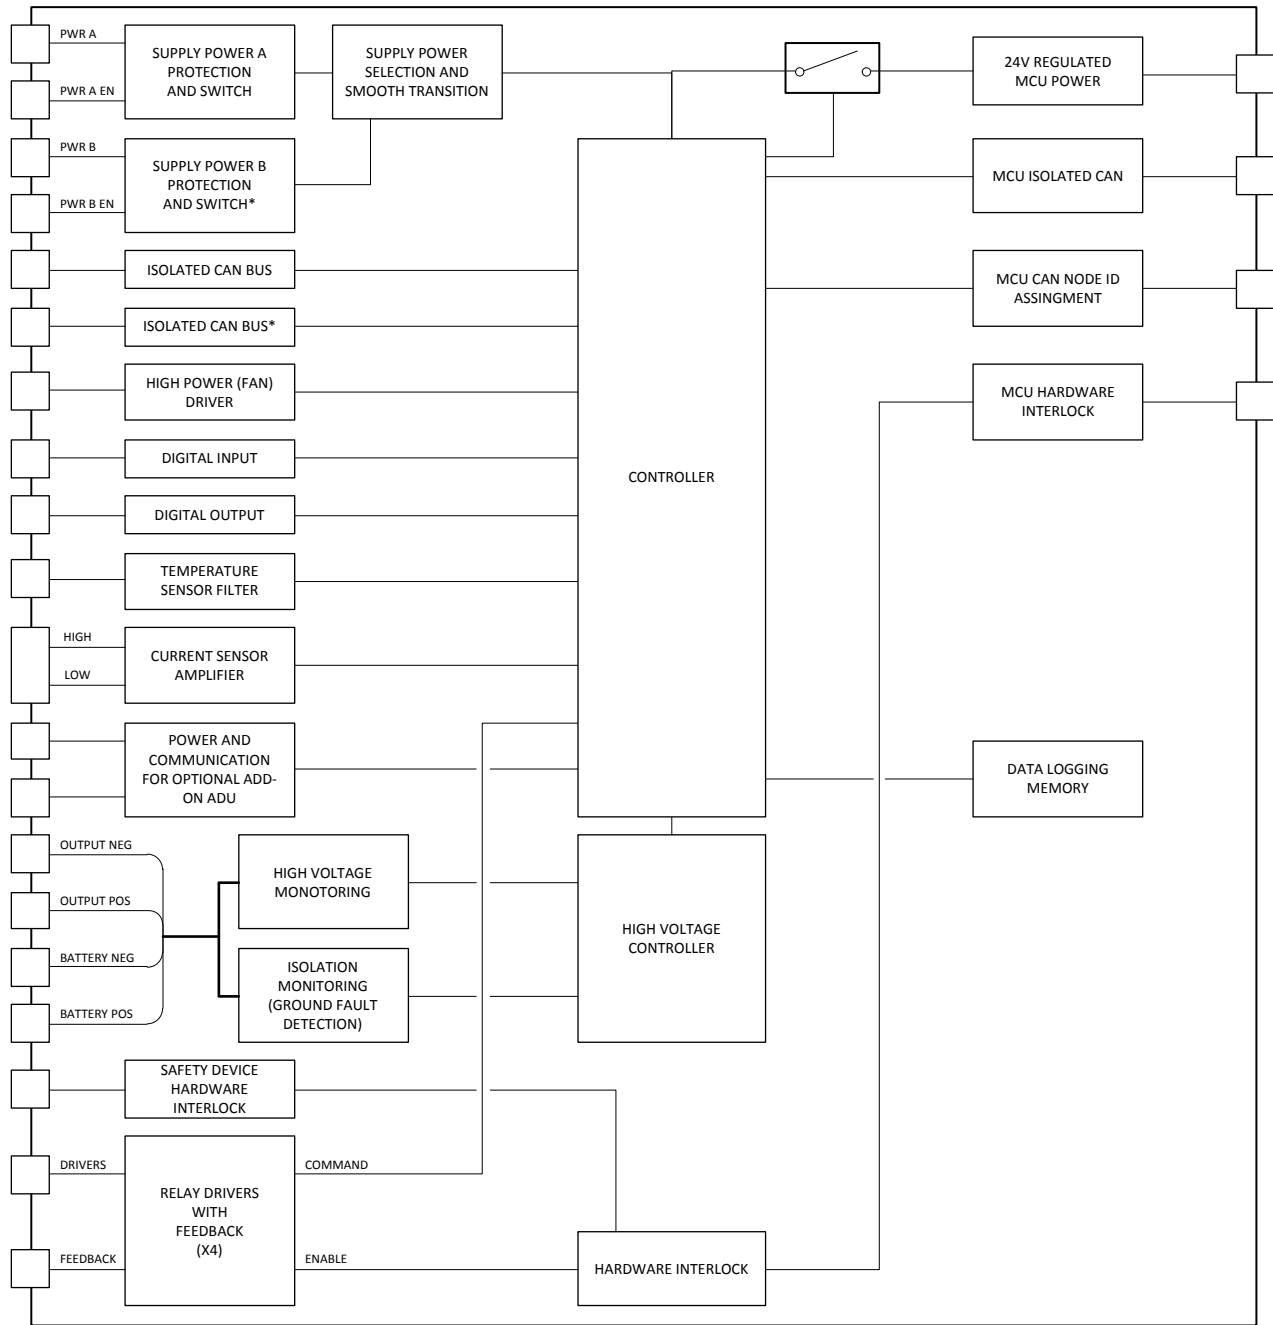 PWR A
PWR A EN
SUPPLY POWER A
PROTECTION
AND SWITCH
SUPPLY POWER
SELECTION AND
SMOOTH TRANSITION
24V REGULATED
MCU POWER
PWR B
PWR B EN
SUPPLY POWER B
PROTECTION
AND SWITCH*
MCU ISOLATED CAN
ISOLATED CAN BUS
MCU CAN NODE ID
ASSINGMENT
ISOLATED CAN BUS*
HIGH POWER (FAN)
DRIVER
MCU HARDWARE
INTERLOCK
DIGITAL INPUT
CONTROLLER
DIGITAL OUTPUT
TEMPERATURE
SENSOR FILTER
HIGH
LOW
CURRENT SENSOR
AMPLIFIER
POWER AND
COMMUNICATION
FOR OPTIONAL ADD-
ON ADU
DATA LOGGING
MEMORY
OUTPUT NEG
OUTPUT POS
BATTERY NEG
BATTERY POS
HIGH VOLTAGE
MONOTORING
HIGH VOLTAGE
CONTROLLER
ISOLATION
MONITORING
(GROUND FAULT
DETECTION)
SAFETY DEVICE
HARDWARE
INTERLOCK
DRIVERS
FEEDBACK
RELAY DRIVERS
WITH
FEEDBACK
(X4)
COMMAND
ENABLE
HARDWARE INTERLOCK